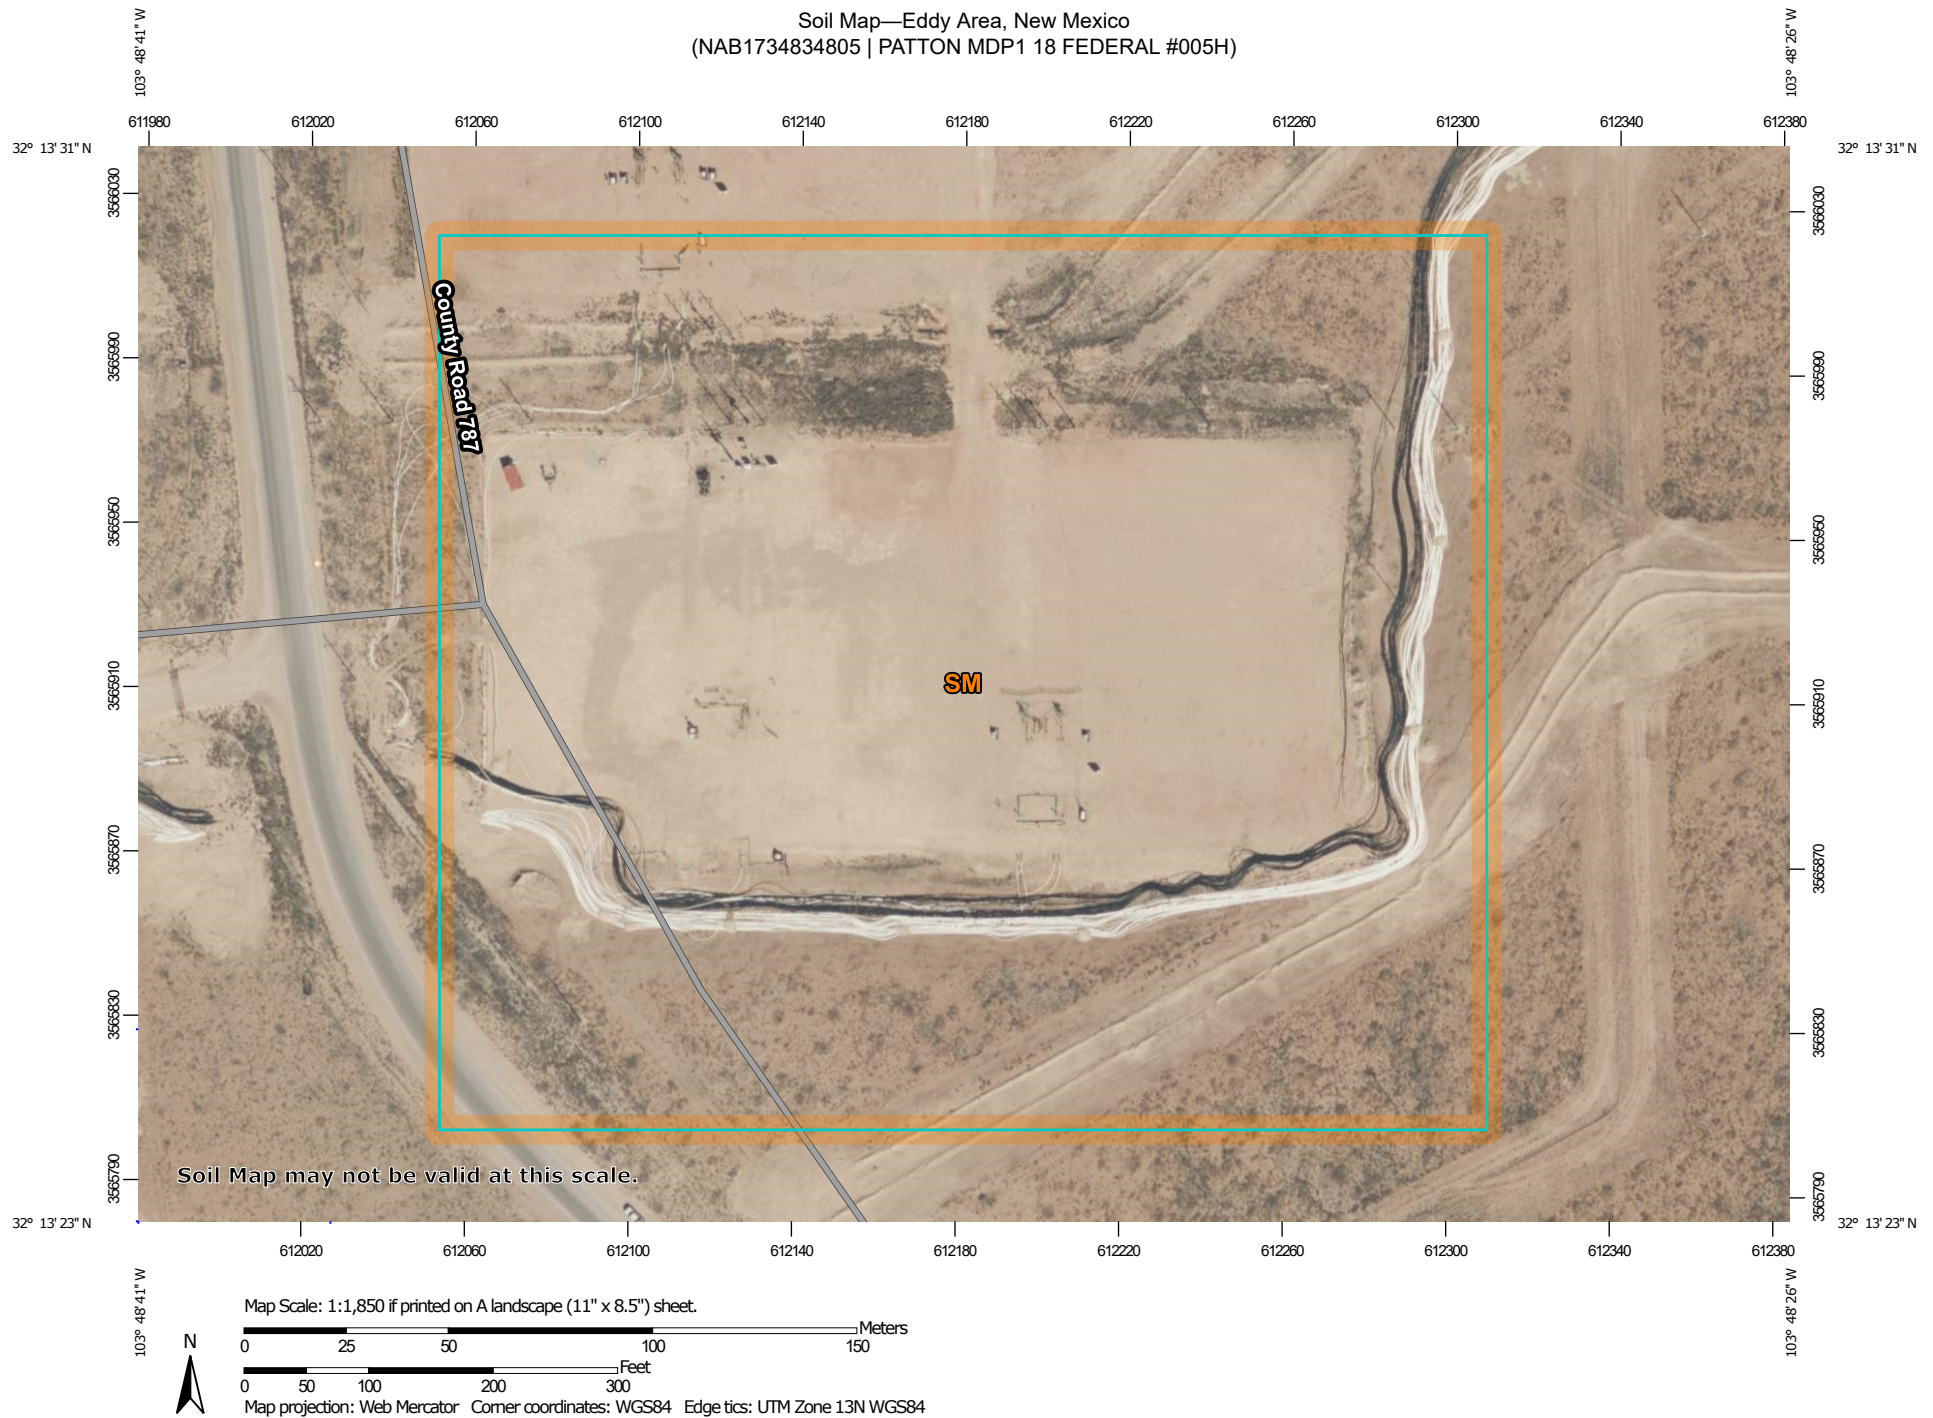 Soil Map—Eddy Area, New Mexico
(NAB1734834805 | PATTON MDP1 18 FEDERAL #005H)
103° 48' 41" W
103° 48' 26" W
611980 612020 612060 612100 612140 612180 612220 612260 612300 612340 612380
32° 13' 31" N
32° 13' 31" N
3566030
3566030
County Road 787
3565990
3565990
3565950
3565950
SM
3565910
3565910
3565870
3565870
3565830
3565830
3565790
3565790
Soil Map may not be valid at this scale.
32° 13' 23" N
32° 13' 23" N
612020 612060 612100 612140 612180 612220 612260 612300 612340 612380
103° 48' 41" W
103° 48' 26" W
Map Scale: 1:1,850 if printed on A landscape (11" x 8.5") sheet.
Meters
0 25 50 100 150
Feet
0 50 100 200 300
N
Map projection: Web Mercator Corner coordinates: WGS84 Edge tics: UTM Zone 13N WGS84